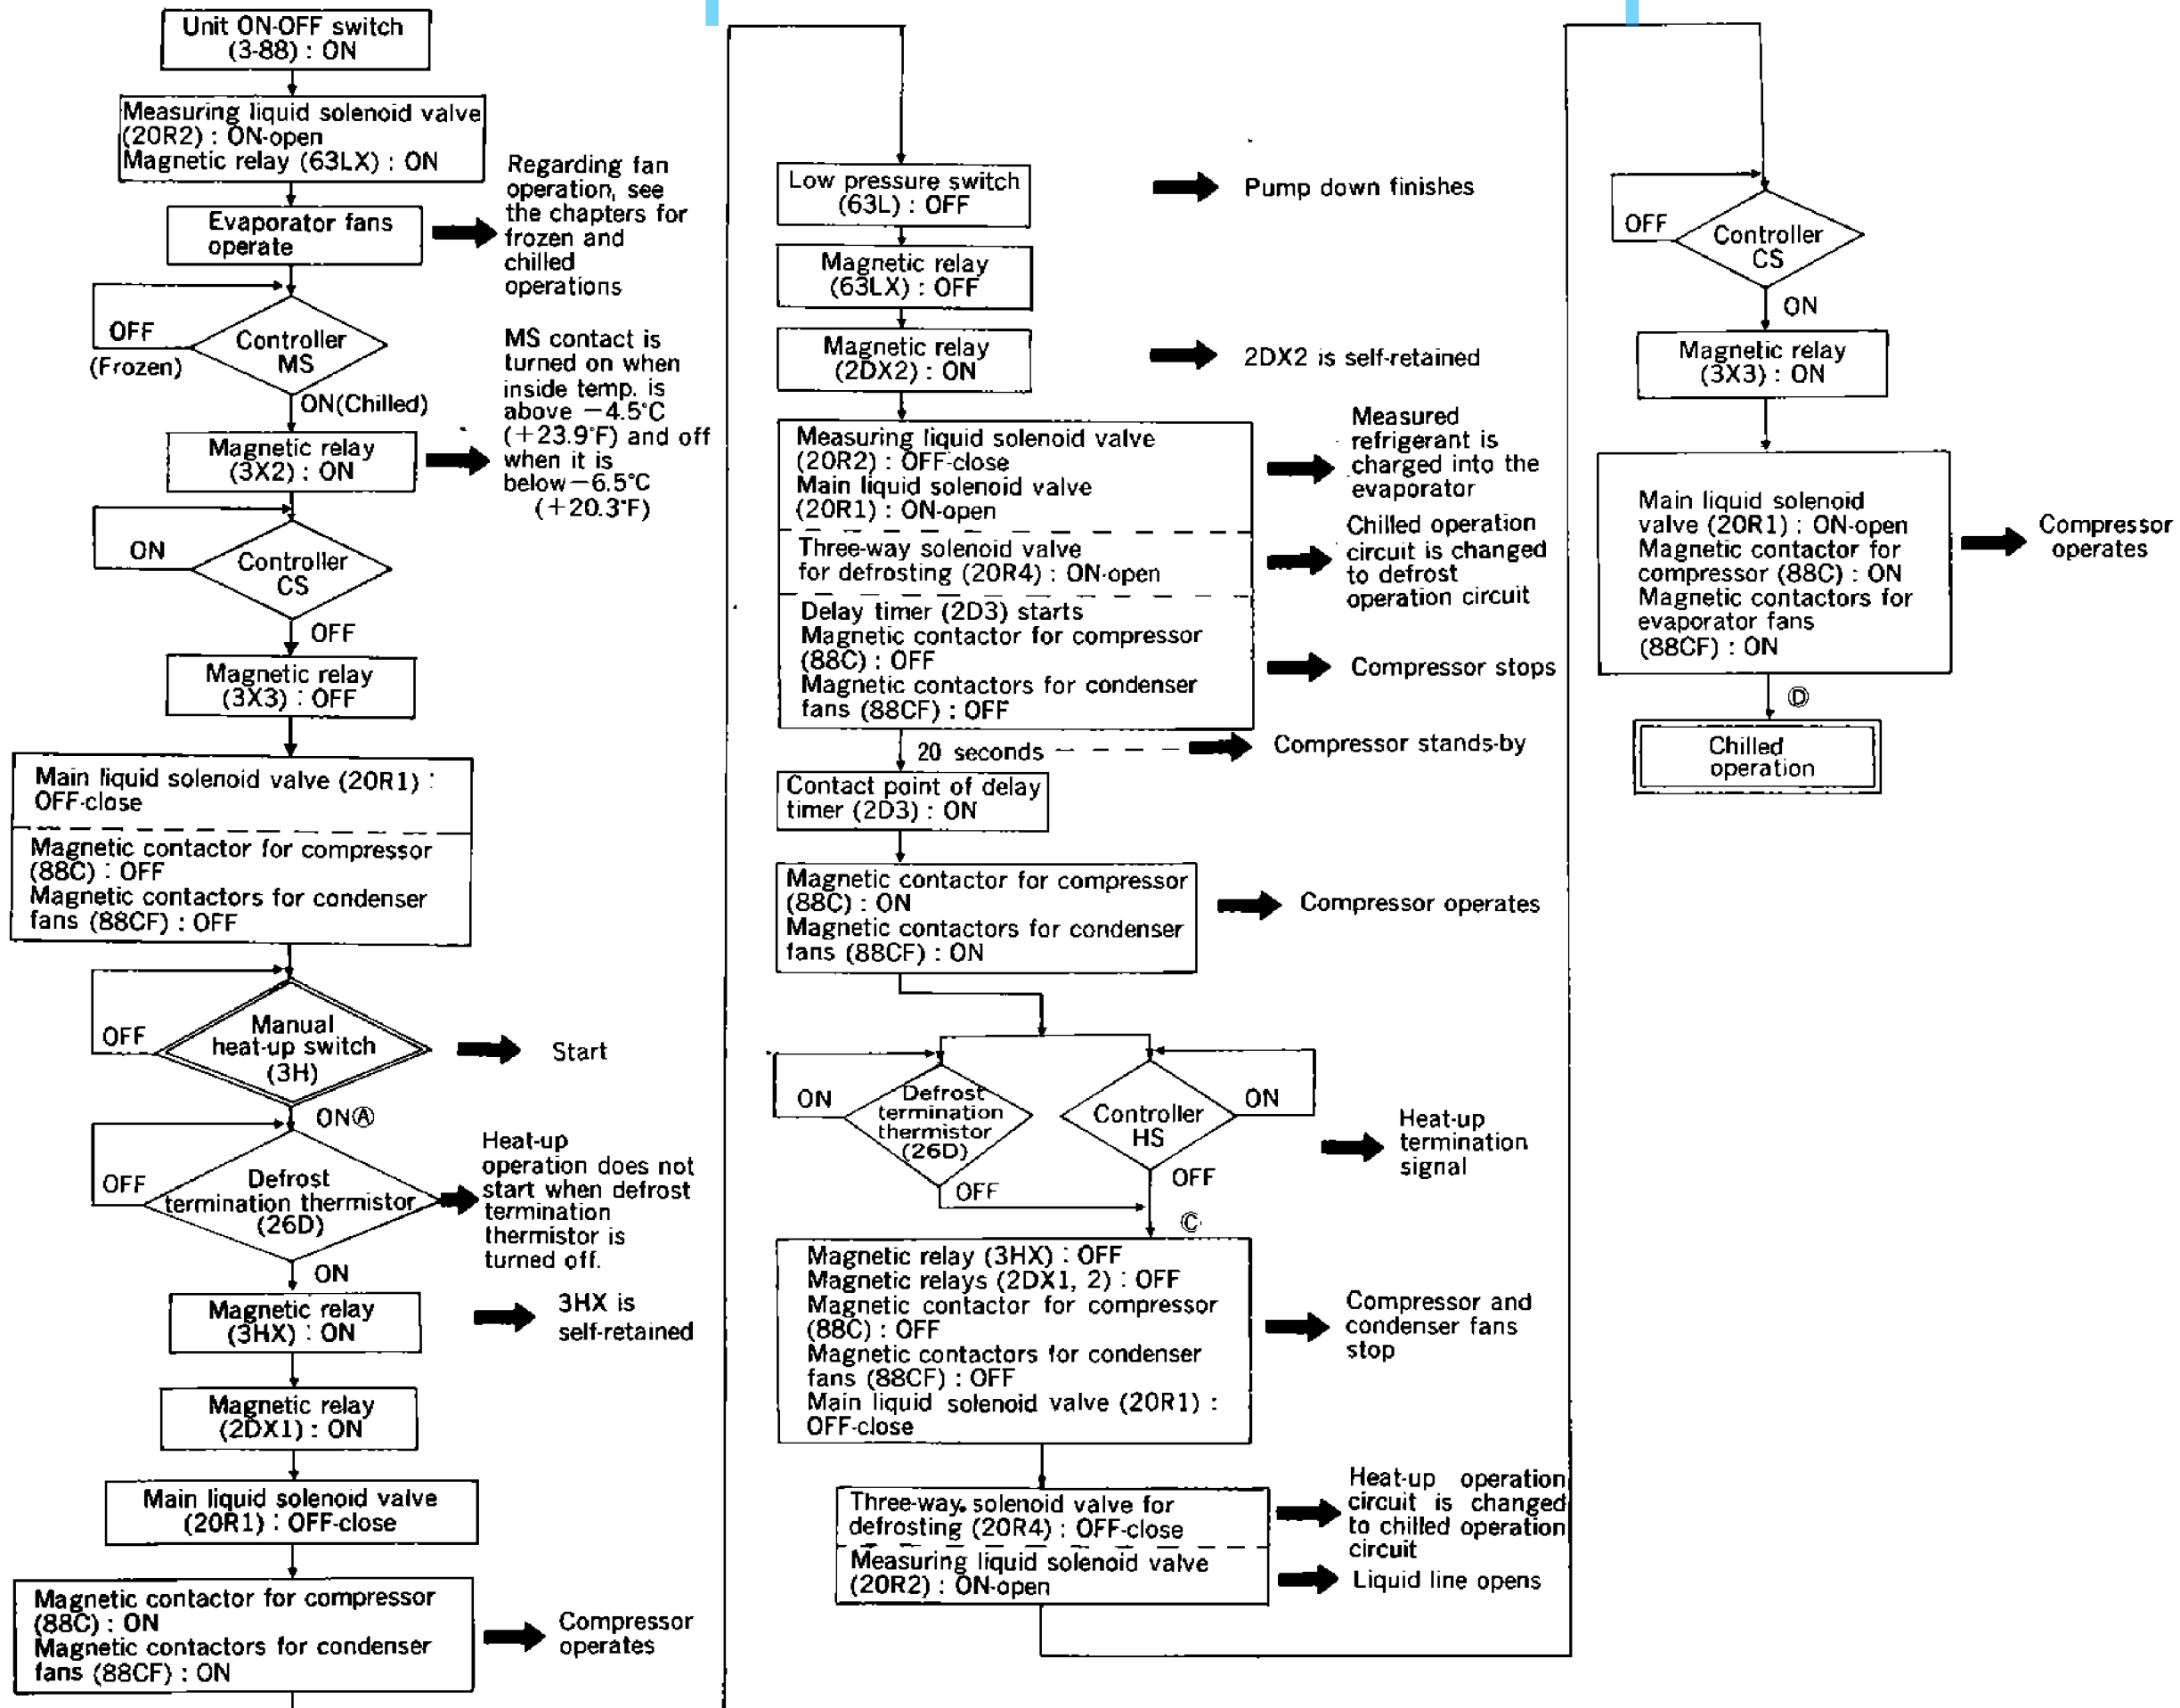 Unit ON-OFF switch
(3-88) : ON
Measuring liquid solenoid valve
(20R2) : ON-open
Magnetic relay (63LX) : ON
Evaporator fans
operate
Regarding fan
operation, see
the chapters for
frozen and
chilled
operations
OFF
(Frozen)
Controller
MS
ON(Chilled)
MS contact is
turned on when
inside temp. is
above −4.5°C
(+23.9°F) and off
when it is
below−6.5°C
(+20.3°F)
Magnetic relay
(3X2) : ON
ON
Controller
CS
OFF
Magnetic relay
(3X3) : OFF
Main liquid solenoid valve (20R1) :
OFF-close
Magnetic contactor for compressor
(88C) : OFF
Magnetic contactors for condenser
fans (88CF) : OFF
OFF
Manual
heat-up switch
(3H)
Start
ONⒶ
OFF
Defrost
termination thermistor
(26D)
Heat-up
operation does not
start when defrost
termination
thermistor is
turned off.
ON
Magnetic relay
(3HX) : ON
3HX is
self-retained
Magnetic relay
(2DX1) : ON
Main liquid solenoid valve
(20R1) : OFF-close
Magnetic contactor for compressor
(88C) : ON
Magnetic contactors for condenser
fans (88CF) : ON
Compressor
operates
Low pressure switch
(63L) : OFF
Pump down finishes
Magnetic relay
(63LX) : OFF
Magnetic relay
(2DX2) : ON
2DX2 is self-retained
Measuring liquid solenoid valve
(20R2) : OFF-close
Main liquid solenoid valve
(20R1) : ON-open
Measured
refrigerant is
charged into the
evaporator
Three-way solenoid valve
for defrosting (20R4) : ON-open
Chilled operation
circuit is changed
to defrost
operation circuit
Delay timer (2D3) starts
Magnetic contactor for compressor
(88C) : OFF
Magnetic contactors for condenser
fans (88CF) : OFF
Compressor stops
20 seconds
Compressor stands-by
Contact point of delay
timer (2D3) : ON
Magnetic contactor for compressor
(88C) : ON
Magnetic contactors for condenser
fans (88CF) : ON
Compressor operates
ON
Defrost
termination
thermistor
(26D)
OFF
Controller
HS
ON
OFF
Heat-up
termination
signal
Ⓒ
Magnetic relay (3HX) : OFF
Magnetic relays (2DX1, 2) : OFF
Magnetic contactor for compressor
(88C) : OFF
Magnetic contactors for condenser
fans (88CF) : OFF
Main liquid solenoid valve (20R1) :
OFF-close
Compressor and
condenser fans
stop
Three-way solenoid valve for
defrosting (20R4) : OFF-close
Heat-up operation
circuit is changed
to chilled operation
circuit
Measuring liquid solenoid valve
(20R2) : ON-open
Liquid line opens
OFF
Controller
CS
ON
Magnetic relay
(3X3) : ON
Main liquid solenoid
valve (20R1) : ON-open
Magnetic contactor for
compressor (88C) : ON
Magnetic contactors for
evaporator fans
(88CF) : ON
Compressor
operates
Ⓓ
Chilled
operation